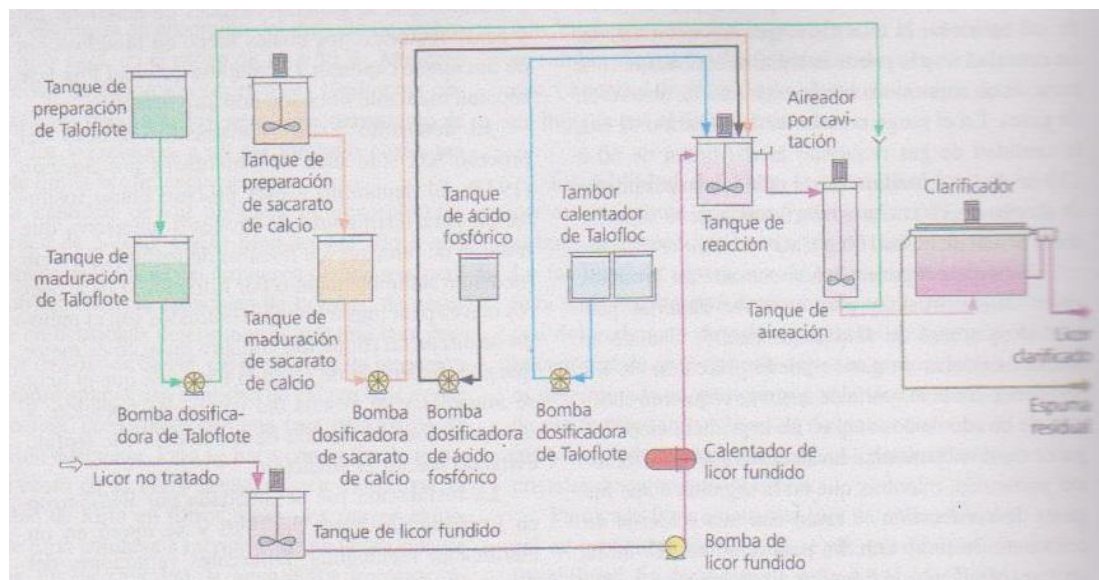 Tanque de
preparación
de Taloflote
Tanque de
preparación
de sacarato
de calcio
Tanque
de ácido
fosfórico
Tambor
calentador
de Talofloc
Aireador
por cavi-
tación
Tanque de
reacción
Clarificador
Tanque de
maduración
de Taloflote
Tanque de
maduración
de sacarato
de calcio
Tanque de
aireación
Licor
clarificado
Espuma
residual
Bomba dosifica-
dora de Taloflote
Bomba
dosificadora
de sacarato
de calcio
Bomba
dosificadora
de ácido
fosfórico
Bomba
dosificadora
de Taloflote
Calentador de
licor fundido
Licor no tratado
Tanque de licor fundido
Bomba de
licor fundido